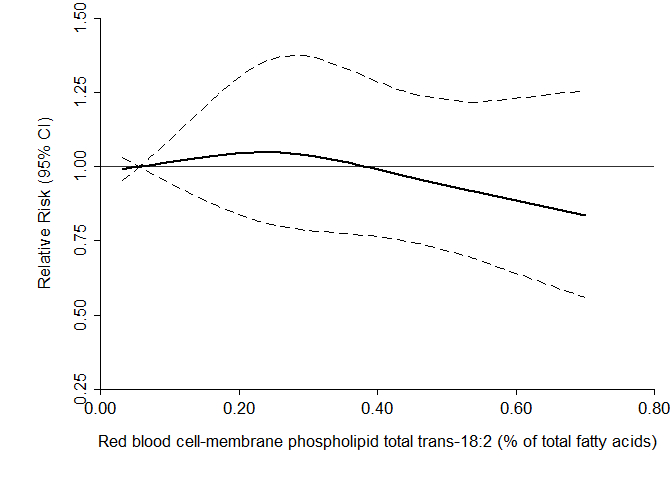 1.50
1.25
1.00
0.75
0.50
0.25
Relative Risk (95% CI)
0.00 0.20 0.40 0.60 0.80
Red blood cell-membrane phospholipid total trans-18:2 (% of total fatty acids)